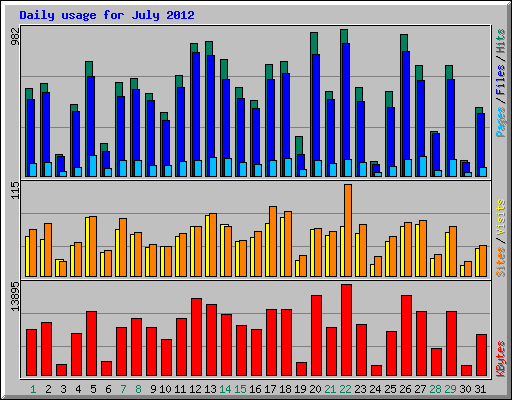 Daily usage for July 2012
982
Pages / Files / Hits
115
Sites / Visits
13895
KBytes
1 2 3 4 5 6 7 8 9 10 11 12 13 14 15 16 17 18 19 20 21 22 23 24 25 26 27 28 29 30 31